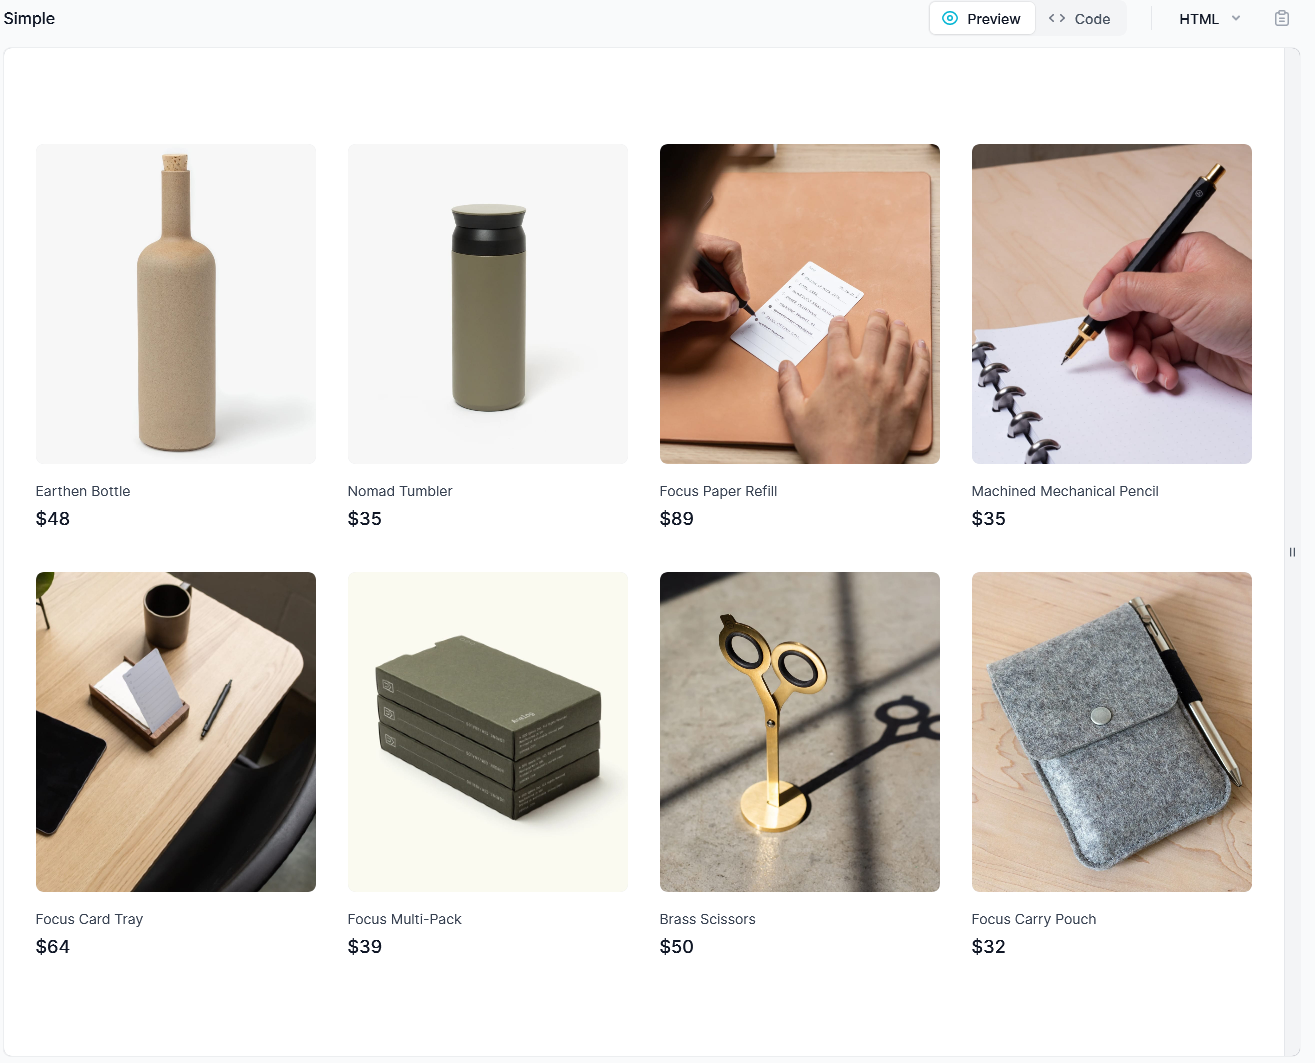 Simple
Preview
Code
HTML
Earthen Bottle
$48
Nomad Tumbler
$35
Focus Paper Refill
$89
Machined Mechanical Pencil
$35
Focus Card Tray
$64
Analog
Focus Multi-Pack
$39
Brass Scissors
$50
Focus Carry Pouch
$32